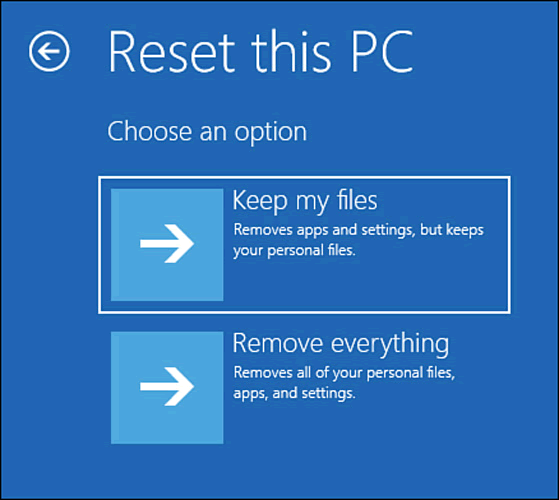 Reset this PC
Choose an option
Keep my files
Removes apps and settings, but keeps
your personal files.
Remove everything
Removes all of your personal files,
apps, and settings.